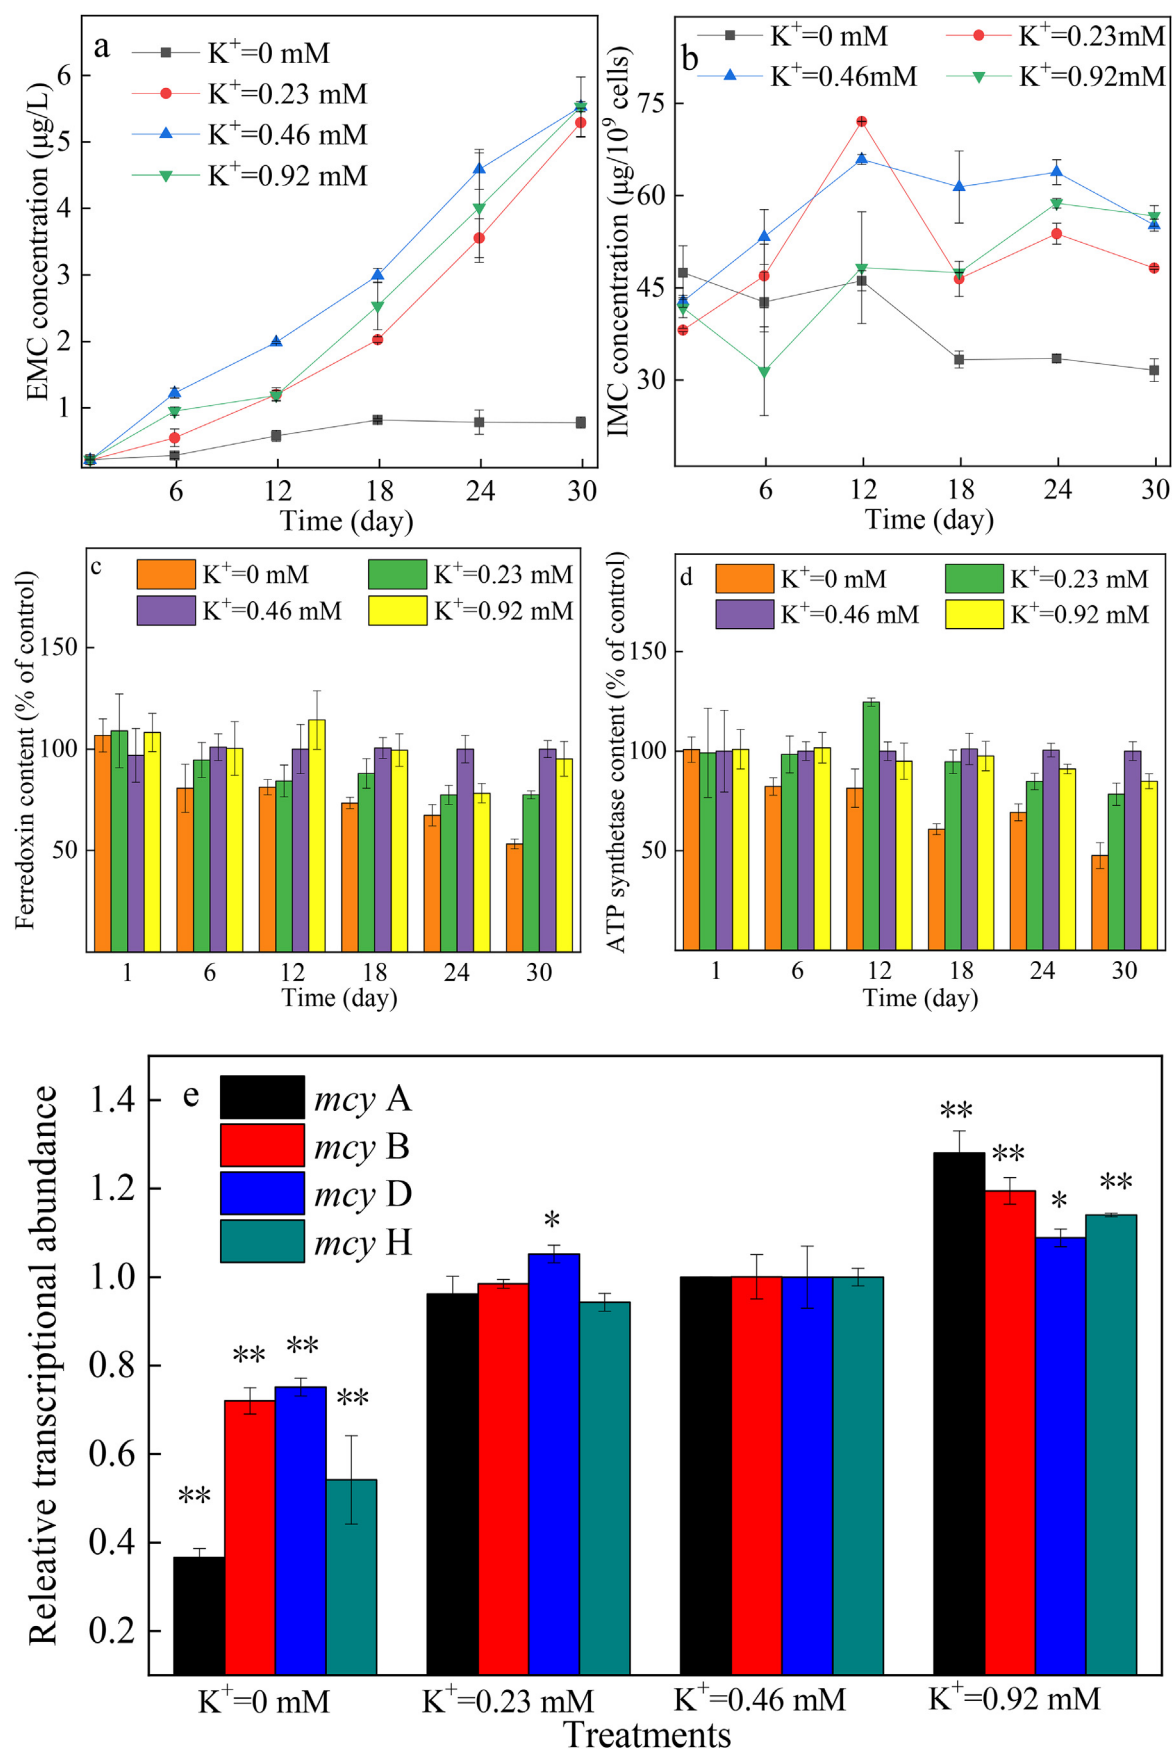 a
K⁺=0 mM
K⁺=0.23 mM
K⁺=0.46 mM
K⁺=0.92 mM
EMC concentration (μg/L)
6
5
4
3
2
1
6 12 18 24 30
Time (day)
b
K⁺=0 mM K⁺=0.23mM
K⁺=0.46mM K⁺=0.92mM
IMC concentration (μg/10⁹ cells)
75
60
45
30
6 12 18 24 30
Time (day)
c
K⁺=0 mM K⁺=0.23 mM
K⁺=0.46 mM K⁺=0.92 mM
Ferredoxin content (% of control)
150
100
50
1 6 12 18 24 30
Time (day)
d
K⁺=0 mM K⁺=0.23 mM
K⁺=0.46 mM K⁺=0.92 mM
ATP synthetase content (% of control)
150
100
50
1 6 12 18 24 30
Time (day)
e
mcy A
mcy B
mcy D
mcy H
Releative transcriptional abundance
1.4
1.2
1.0
0.8
0.6
0.4
0.2
** ** ** **
*
** ** * **
K⁺=0 mM K⁺=0.23 mM K⁺=0.46 mM K⁺=0.92 mM
Treatments